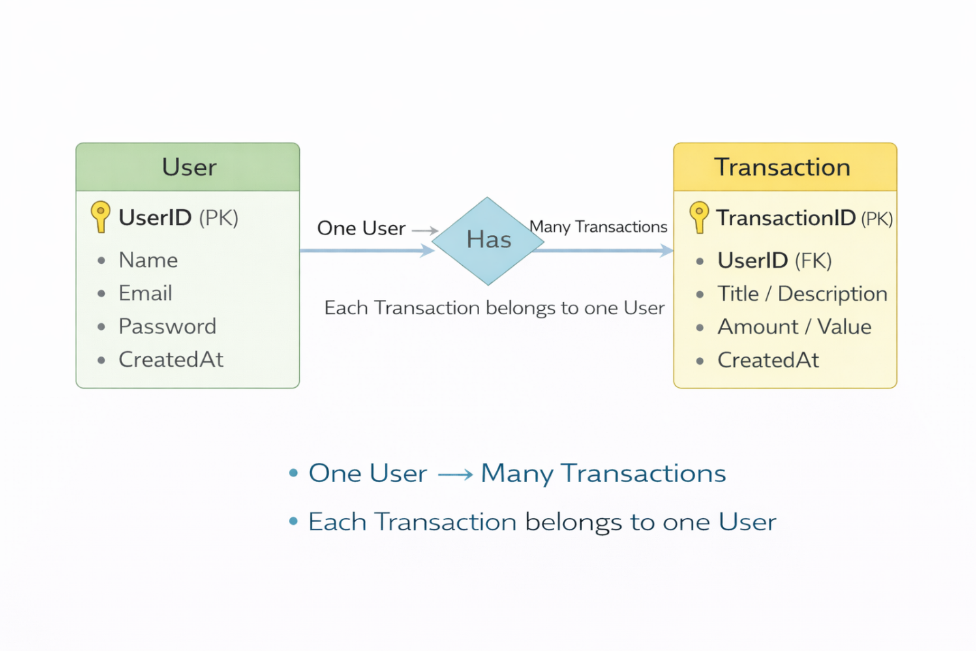 User
UserID (PK)
• Name
• Email
• Password
• CreatedAt
One User →
Has
Many Transactions
Each Transaction belongs to one User
Transaction
TransactionID (PK)
• UserID (FK)
• Title / Description
• Amount / Value
• CreatedAt
• One User → Many Transactions
• Each Transaction belongs to one User